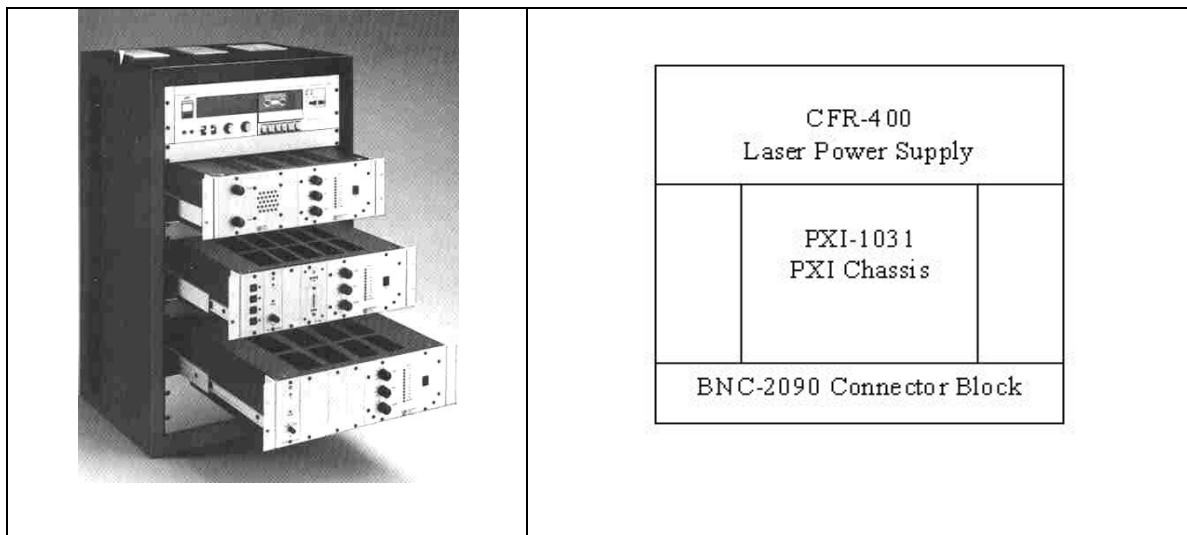 CFR-400
Laser Power Supply
PXI-1031
PXI Chassis
BNC-2090 Connector Block